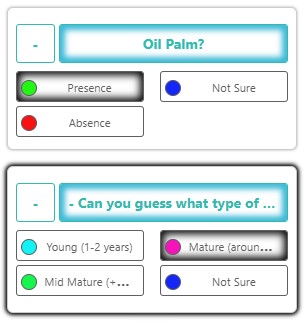 - Oil Palm?
Presence Not Sure
Absence
- - Can you guess what type of ...
Young (1-2 years) Mature (aroun...
Mid Mature (+... Not Sure